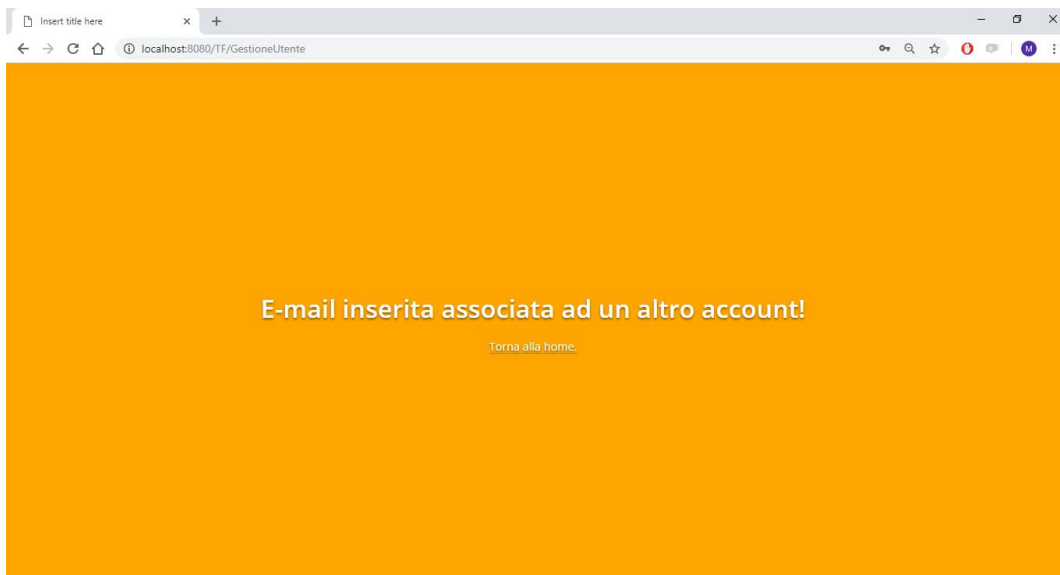 Insert title here
localhost:8080/TF/GestioneUtente
M
E-mail inserita associata ad un altro account!
Torna alla home.